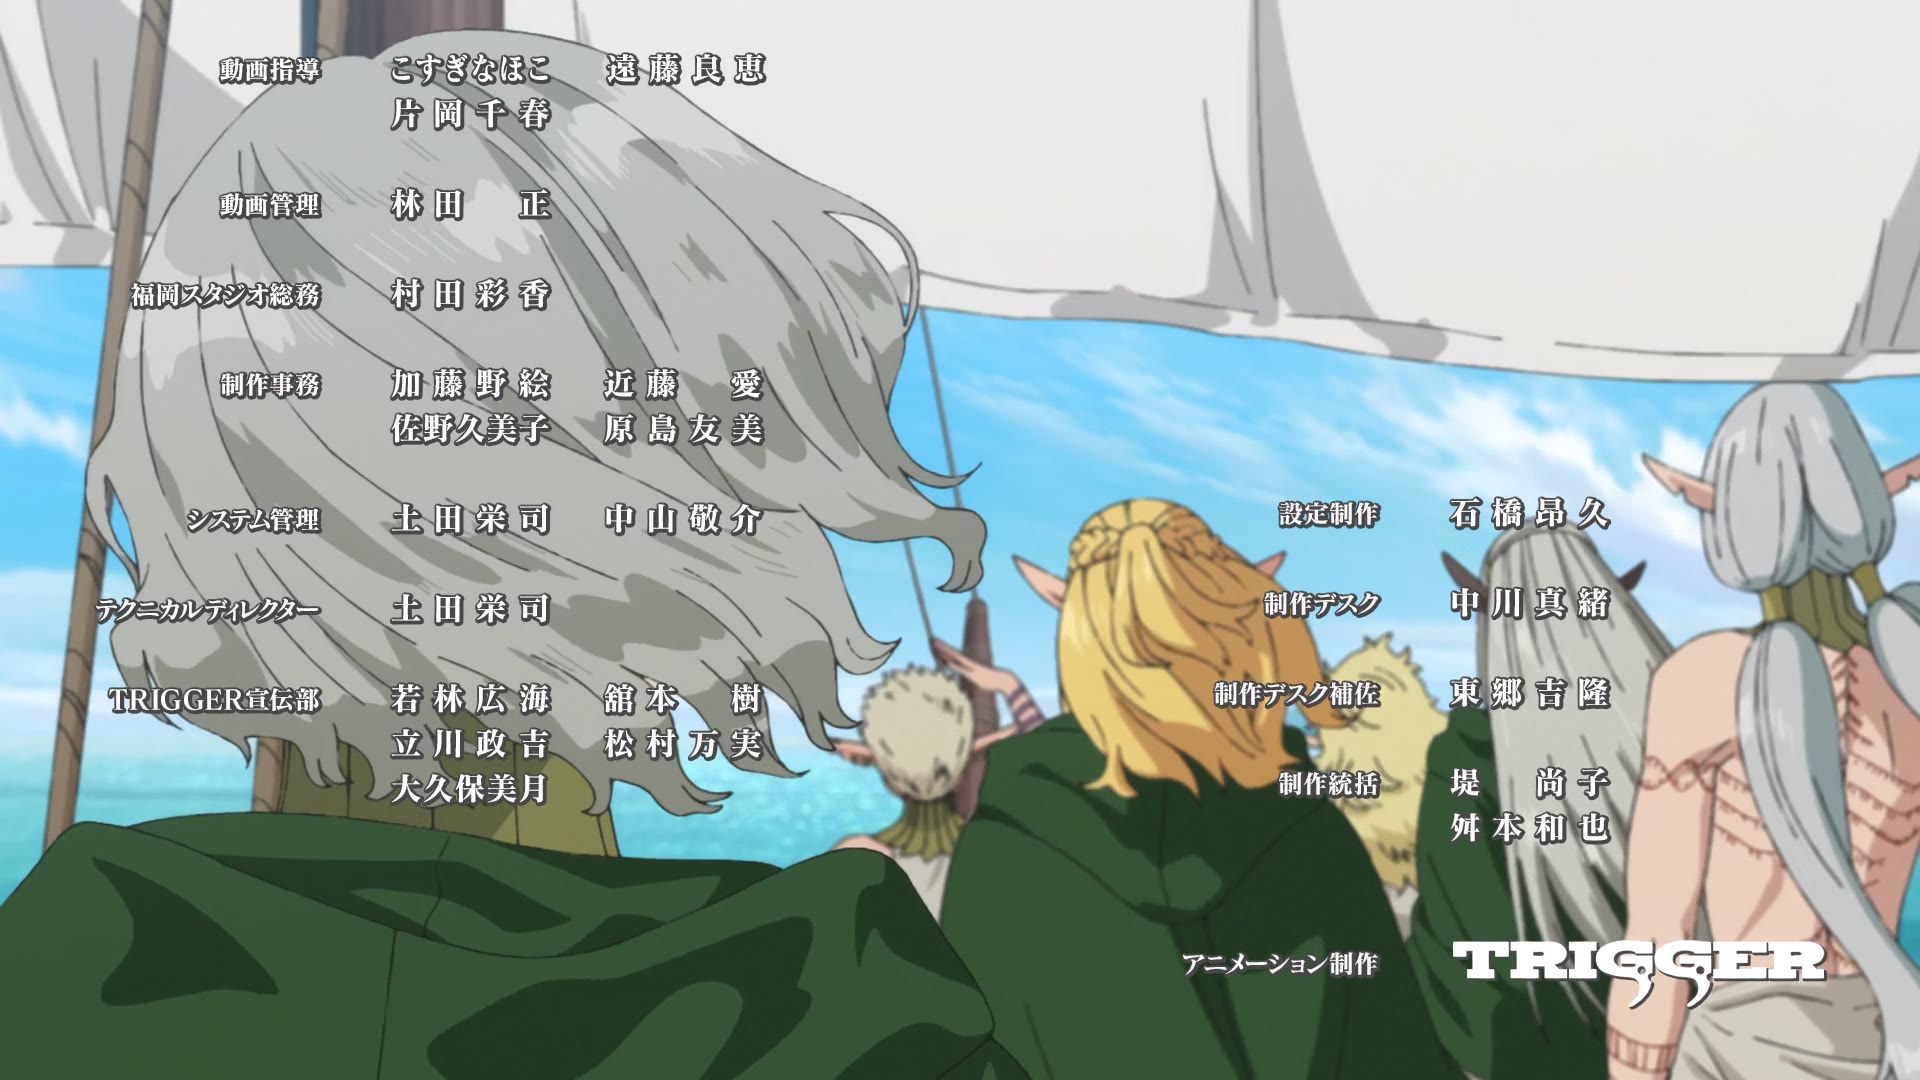 動画指導 こすぎなほこ 遠藤良恵
片岡千春
動画管理 林田 正
福岡スタジオ総務 村田彩香
制作事務 加藤野絵 近藤 愛
佐野久美子 原島友美
システム管理 土田栄司 中山敬介
テクニカルディレクター 土田栄司
TRIGGER宣伝部 若林広海 舘本 樹
立川政吉 松村万実
大久保美月
設定制作 石橋昂久
制作デスク 中川真緒
制作デスク補佐 東郷吉隆
制作統括 堤 尚子
舛本和也
アニメーション制作 TRIGGER